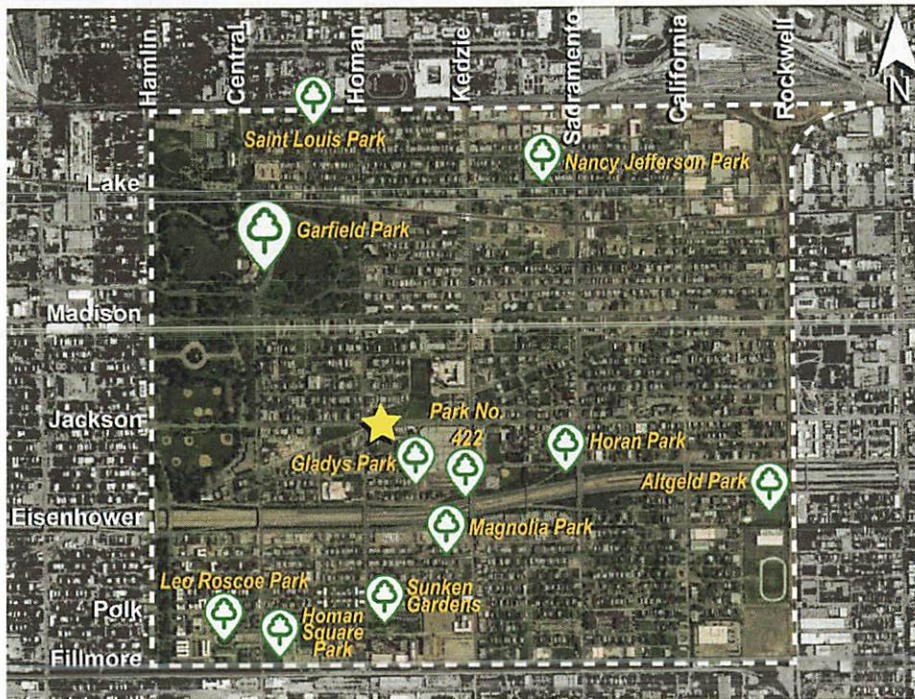 Hamlin
Central
Homan
Kedzie
Sacramento
California
Rockwell
N
Saint Louis Park
Nancy Jefferson Park
Lake
Garfield Park
Madison
Jackson
Park No.
422
Gladys Park
Horan Park
Altgeld Park
Eisenhower
Magnolia Park
Leo Roscoe Park
Sunken
Gardens
Polk
Homan
Square
Park
Fillmore